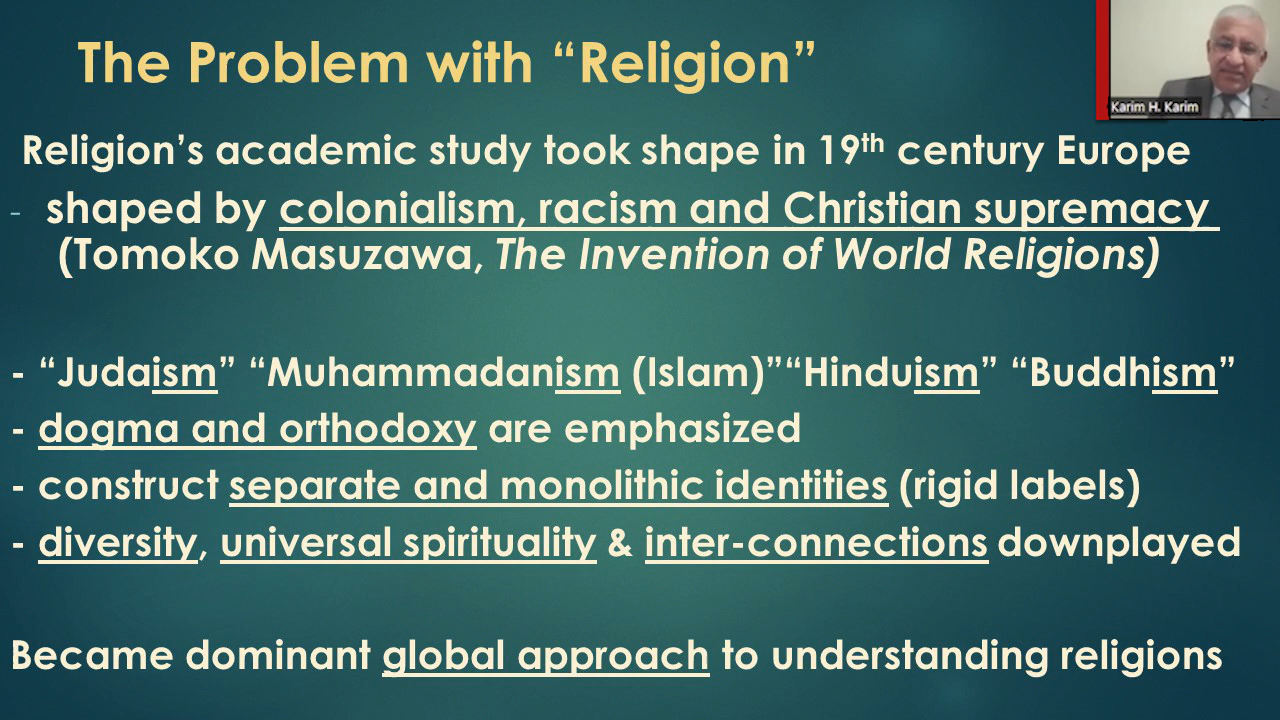 The Problem with “Religion”
Karim H. Karim
Religion’s academic study took shape in 19th century Europe
- shaped by colonialism, racism and Christian supremacy
(Tomoko Masuzawa, The Invention of World Religions)
- “Judaism” “Muhammadanism (Islam)”“Hinduism” “Buddhism”
- dogma and orthodoxy are emphasized
- construct separate and monolithic identities (rigid labels)
- diversity, universal spirituality & inter-connections downplayed
Became dominant global approach to understanding religions